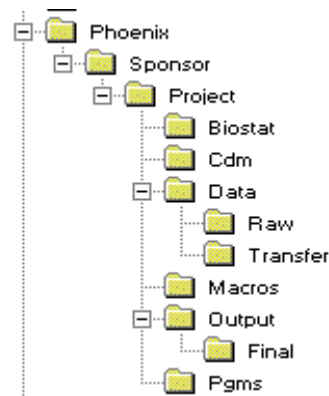 Phoenix
Sponsor
Project
Biostat
Cdm
Data
Raw
Transfer
Macros
Output
Final
Pgms